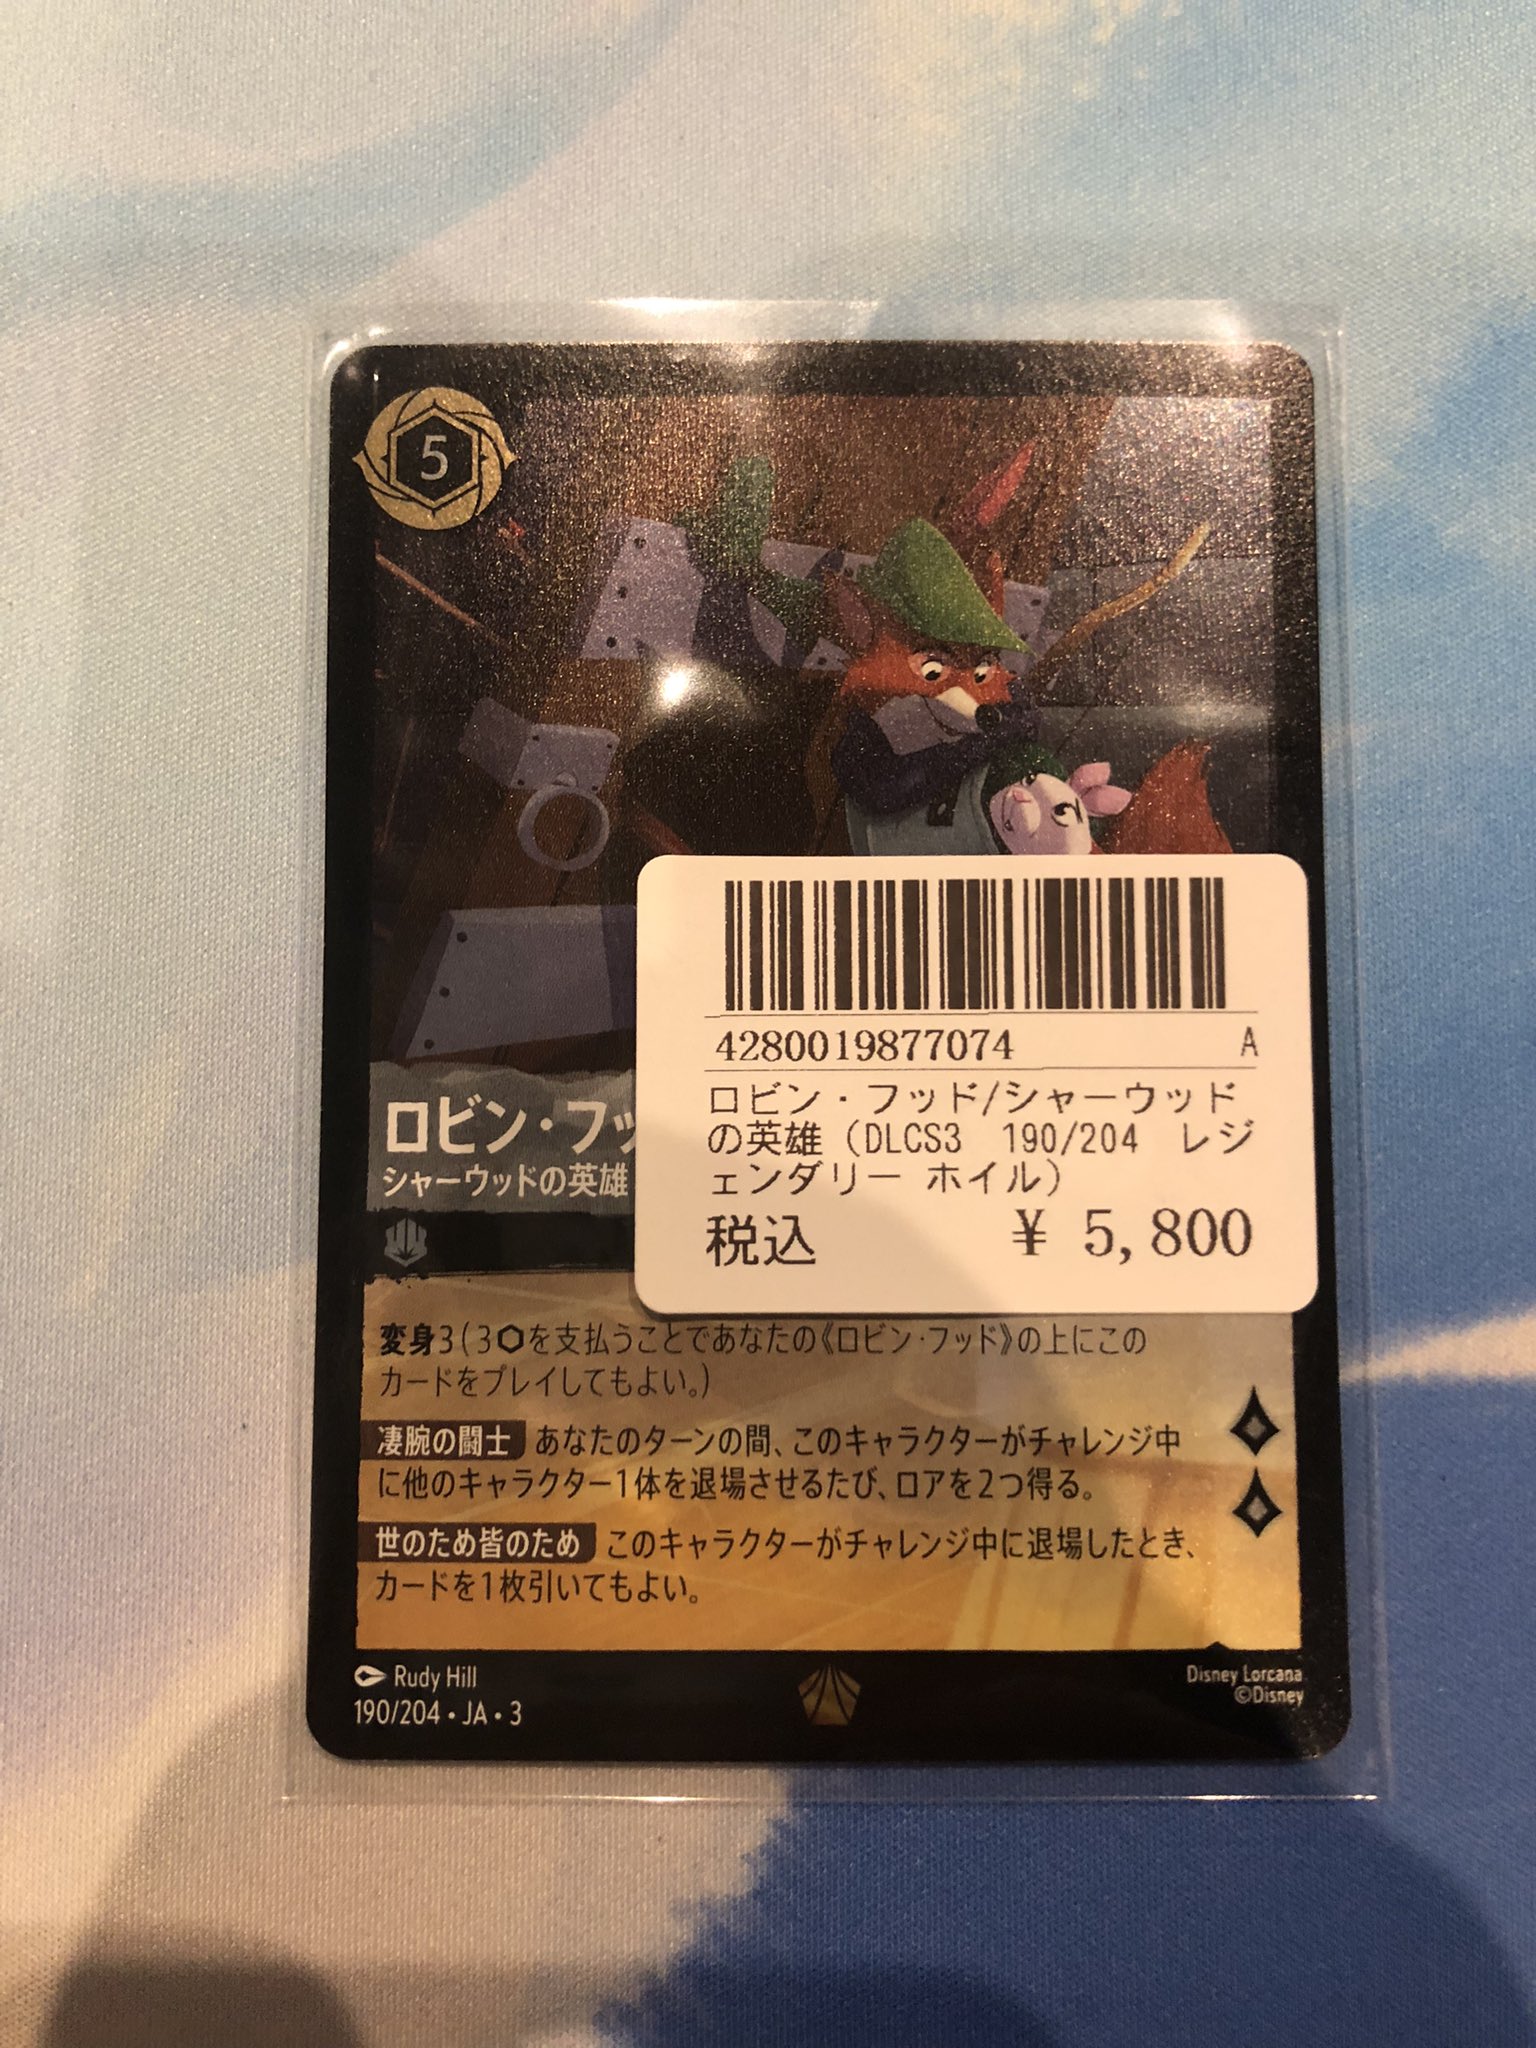 5
4280019877074 A
ロビン・フッド/シャーウッド
の英雄（DLCS3 190/204 レジ
ェンダリー ホイル）
税込 ¥ 5,800
ロビン・フッ
シャーウッドの英雄
変身3(3⬡を支払うことであなたの《ロビン・フッド》の上にこの
カードをプレイしてもよい。)
凄腕の闘士 あなたのターンの間、このキャラクターがチャレンジ中
に他のキャラクター1体を退場させるたび、ロアを2つ得る。
世のため皆のため このキャラクターがチャレンジ中に退場したとき、
カードを1枚引いてもよい。
Rudy Hill
190/204・JA・3
Disney Lorcana
©Disney